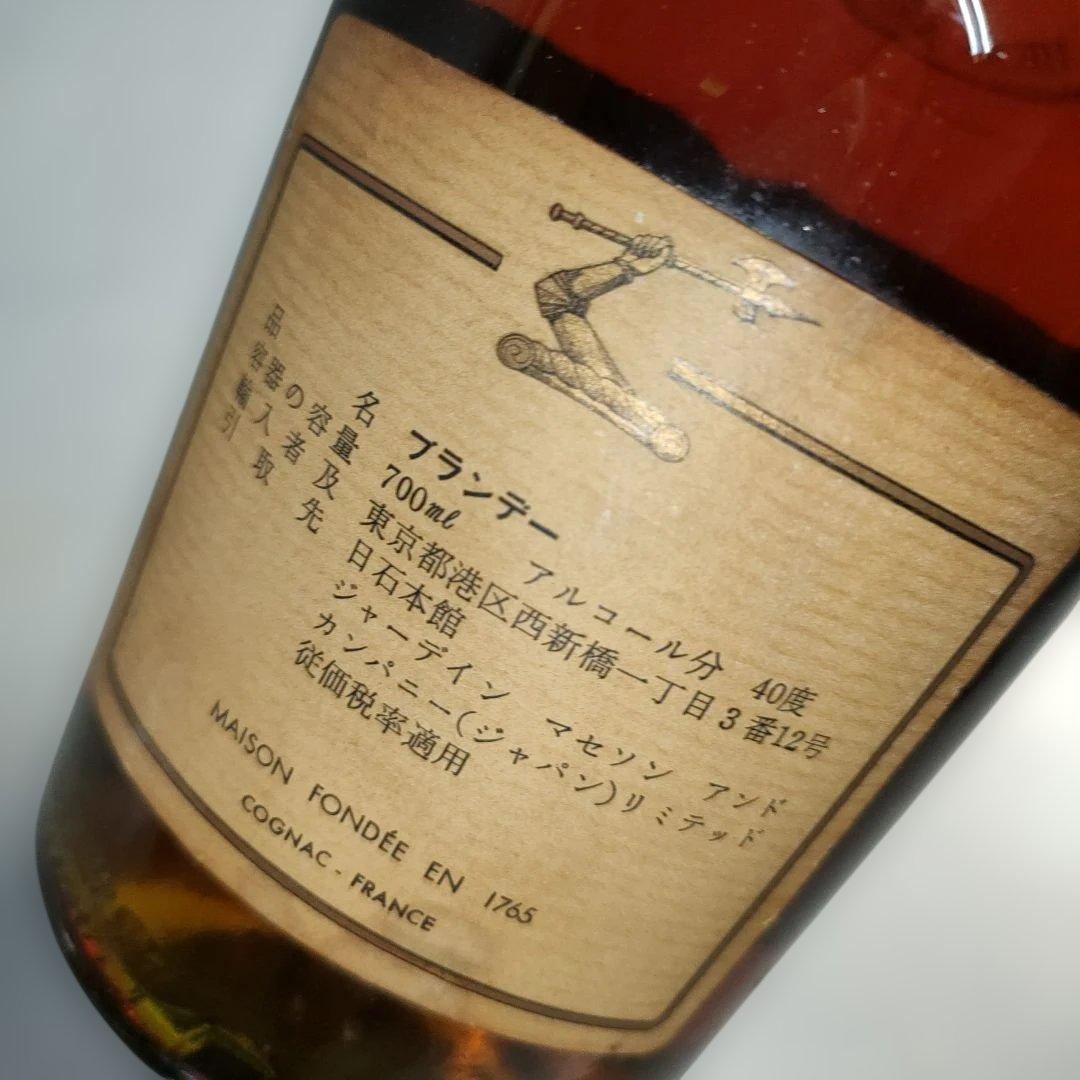 品名 ブランデー アルコール分 40度
容器の容量 700ml
輸入者及 東京都港区西新橋一丁目3番12号
引取先 日石本館
ジャーデイン マセソン アンド
カンパニー(ジャパン)リミテッド
従価税率適用
MAISON FONDÉE EN 1765
COGNAC - FRANCE